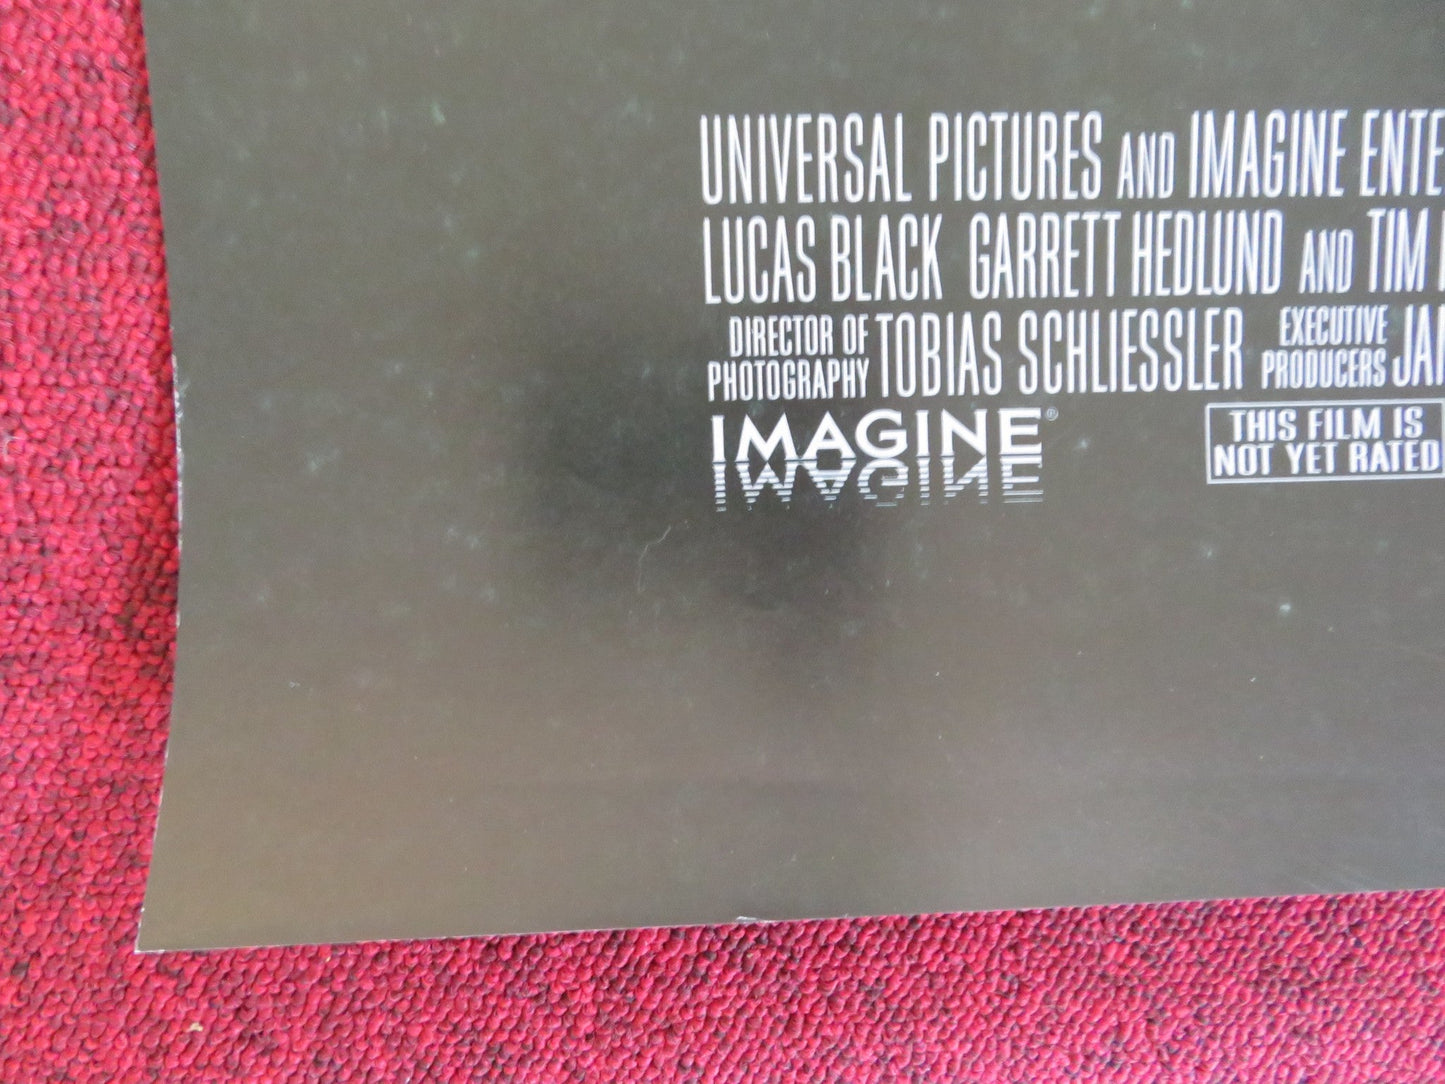 UNIVERSAL PICTURES AND IMAGINE ENTE
LUCAS BLACK GARRETT HEDLUND AND TIM
DIRECTOR OF PHOTOGRAPHY TOBIAS SCHLIESSLER EXECUTIVE PRODUCERS JA
IMAGINE®
THIS FILM IS
NOT YET RATED